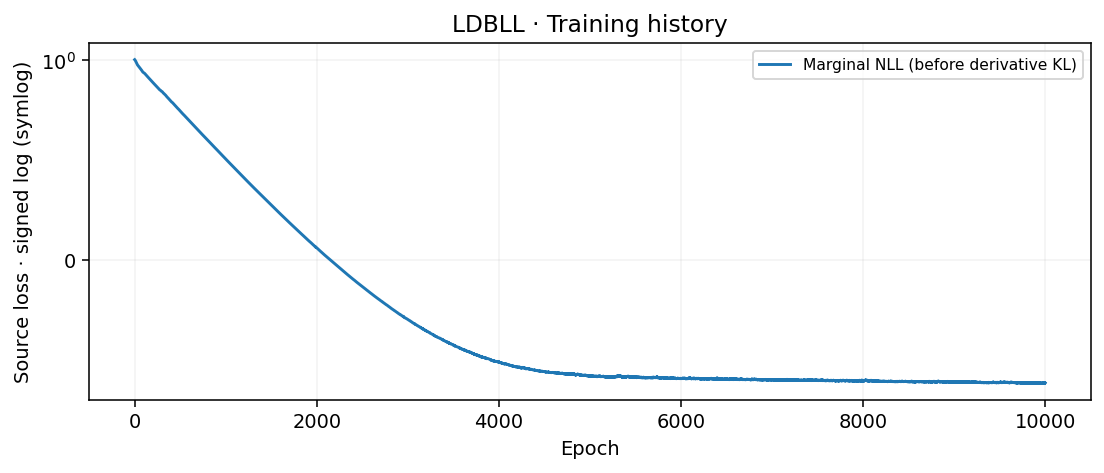 LDBLL · Training history
Source loss · signed log (symlog)
10⁰
0
Marginal NLL (before derivative KL)
0 2000 4000 6000 8000 10000
Epoch